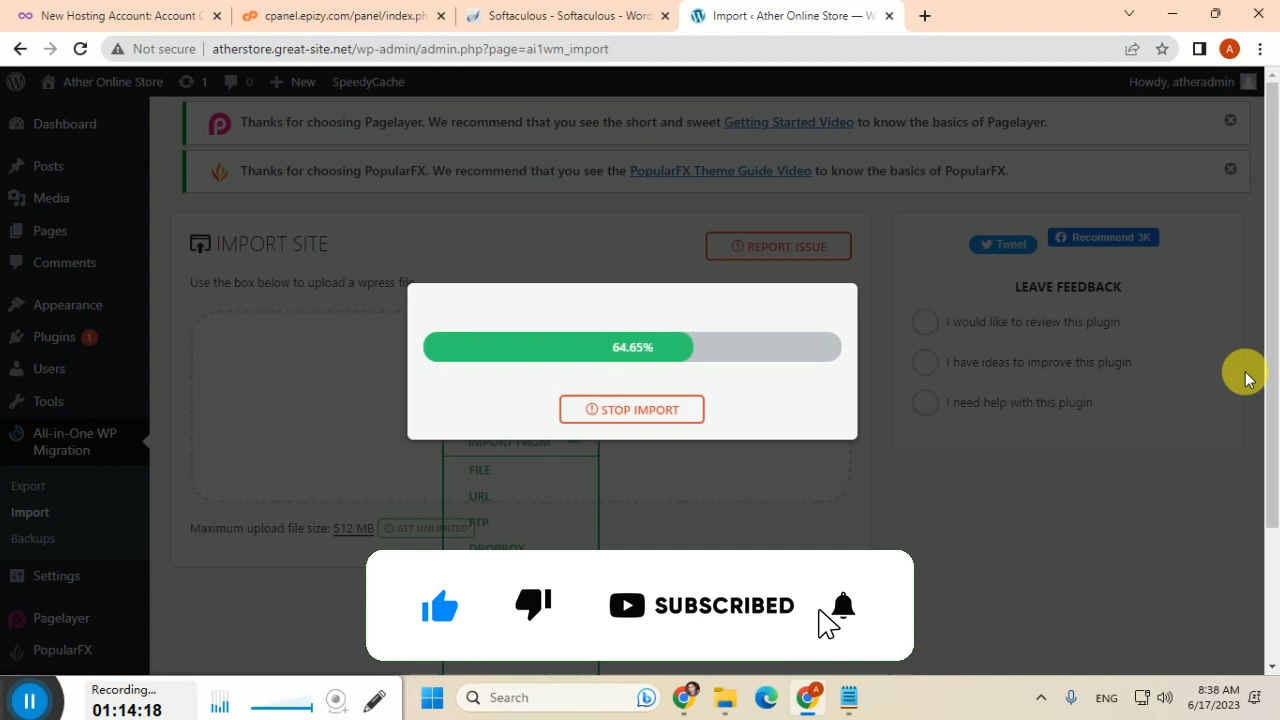 New Hosting Account: Account C
cpanel.epizy.com/panel/index.ph
Softaculous - Softaculous - Word
Import ‹ Ather Online Store — W
Not secure
atherstore.great-site.net/wp-admin/admin.php?page=ai1wm_import
A
Ather Online Store
1
0
New
SpeedyCache
Howdy, atheradmin
Dashboard
Posts
Media
Pages
Comments
Appearance
Plugins 1
Users
Tools
All-in-One WP
Migration
Export
Import
Backups
Settings
Pagelayer
PopularFX
Thanks for choosing Pagelayer. We recommend that you see the short and sweet Getting Started Video to know the basics of Pagelayer.
Thanks for choosing PopularFX. We recommend that you see the PopularFX Theme Guide Video to know the basics of PopularFX.
IMPORT SITE
REPORT ISSUE
Use the box below to upload a wpress file.
64.65%
STOP IMPORT
IMPORT FROM
FILE
URL
FTP
DROPBOX
Maximum upload file size: 512 MB
GET UNLIMITED
Tweet
Recommend 3K
LEAVE FEEDBACK
I would like to review this plugin
I have ideas to improve this plugin
I need help with this plugin
SUBSCRIBED
Recording...
01:14:18
Search
A
ENG
8:38 AM
6/17/2023